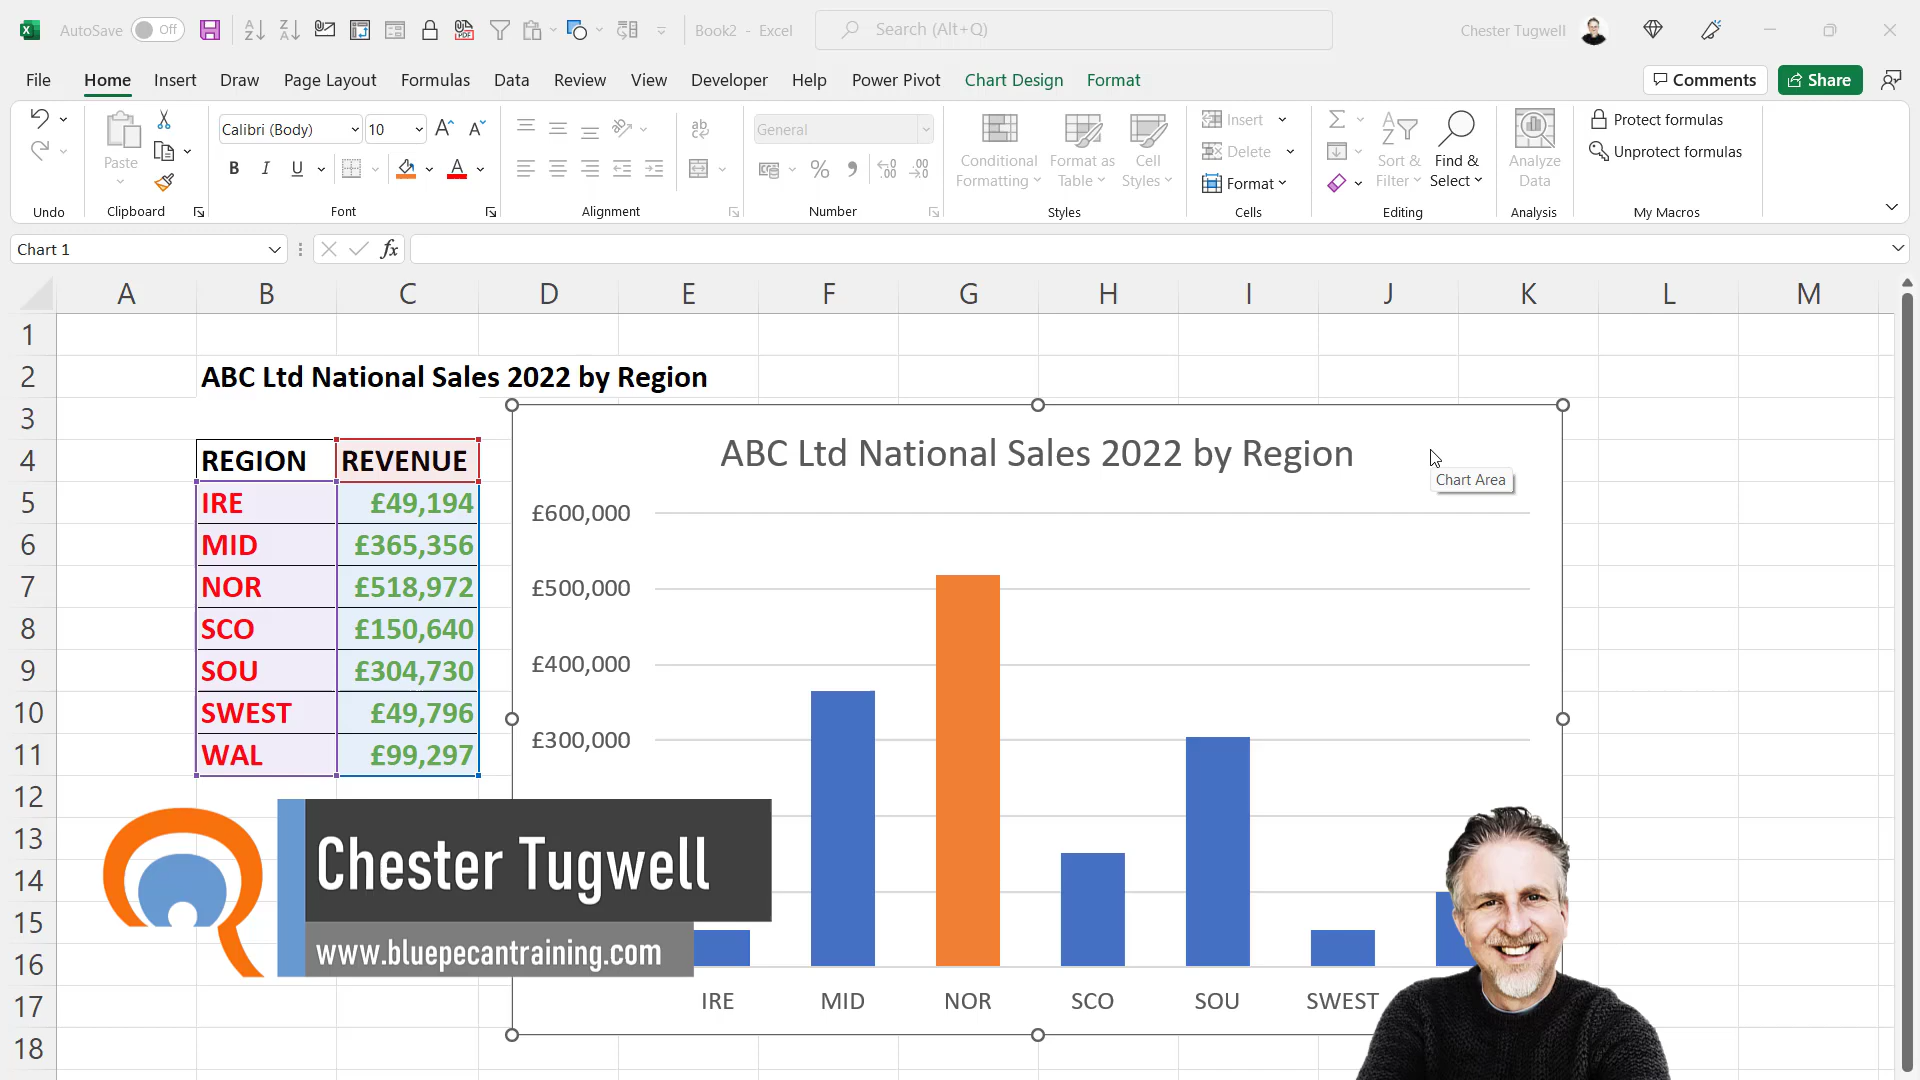 AutoSave Off Book2 - Excel Search (Alt+Q) Chester Tugwell
File Home Insert Draw Page Layout Formulas Data Review View Developer Help Power Pivot Chart Design Format Comments Share
Calibri (Body) 10 General
Paste
Conditional Formatting
Format as Table
Cell Styles
Insert
Delete
Format
Sort & Filter
Find & Select
Analyze Data
Protect formulas
Unprotect formulas
Undo Clipboard Font Alignment Number Styles Cells Editing Analysis My Macros
Chart 1 fx
A B C D E F G H I J K L M
1
2 ABC Ltd National Sales 2022 by Region
3
4 REGION REVENUE
5 IRE £49,194
6 MID £365,356
7 NOR £518,972
8 SCO £150,640
9 SOU £304,730
10 SWEST £49,796
11 WAL £99,297
12
13
14
15
16
17
18
ABC Ltd National Sales 2022 by Region
Chart Area
£600,000
£500,000
£400,000
£300,000
IRE MID NOR SCO SOU SWEST
Chester Tugwell
www.bluepecantraining.com